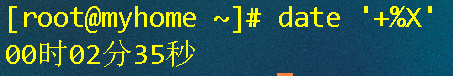 [root@myhome ~]# date '+%X'
00时02分35秒